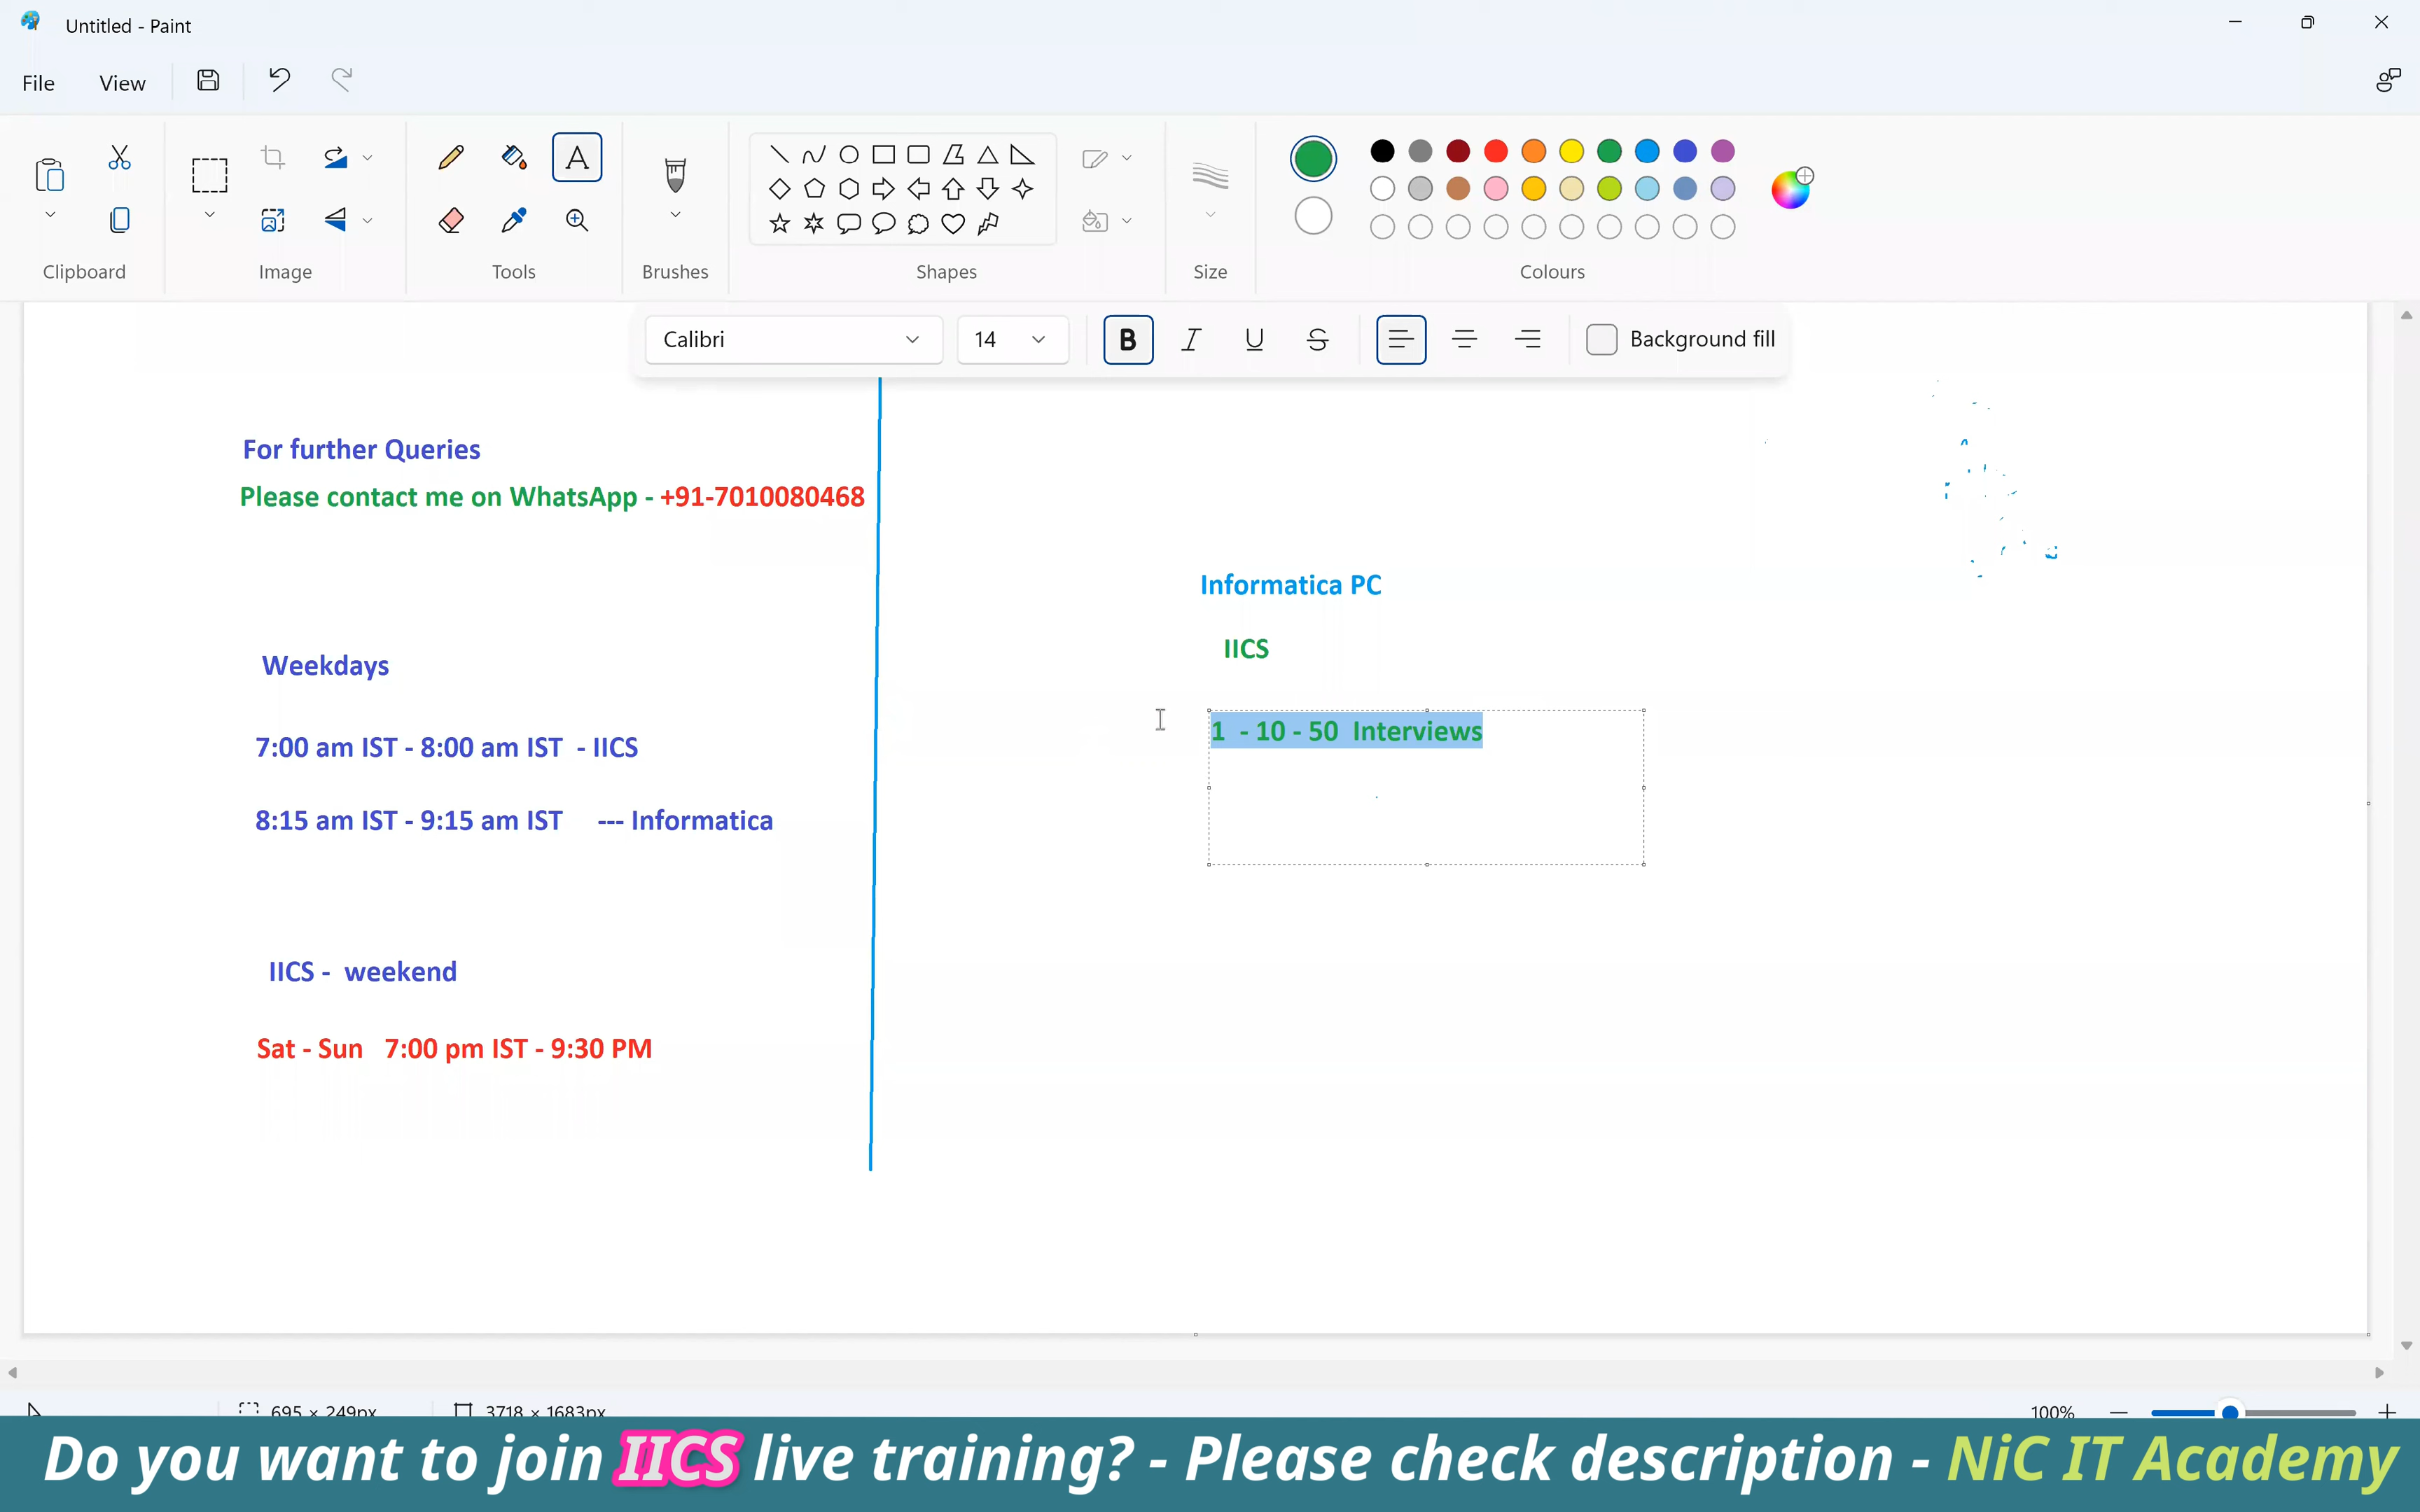 Untitled - Paint
File View
Clipboard Image Tools Brushes Shapes Size Colours
Calibri 14 B I U S A Background fill
For further Queries
Please contact me on WhatsApp - +91-7010080468
Informatica PC
IICS
Weekdays
1 - 10 - 50 Interviews
7:00 am IST - 8:00 am IST - IICS
8:15 am IST - 9:15 am IST --- Informatica
IICS - weekend
Sat - Sun 7:00 pm IST - 9:30 PM
695 × 249px 3718 × 1683px 100%
Do you want to join IICS live training? - Please check description - NiC IT Academy